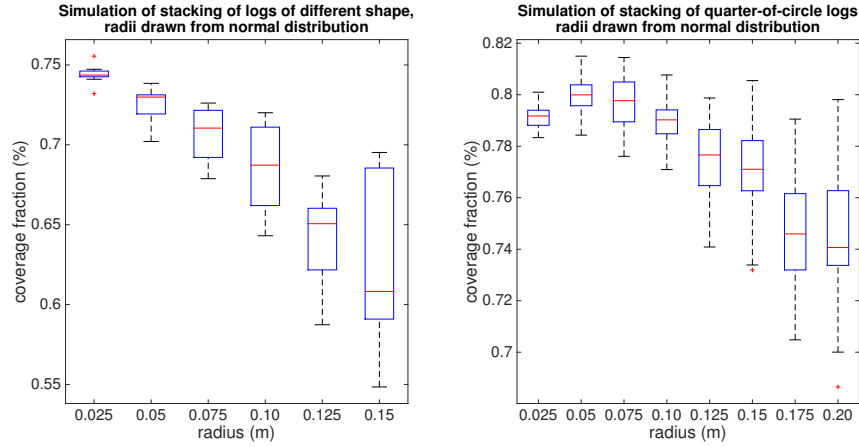 Simulation of stacking of logs of different shape,
radii drawn from normal distribution
coverage fraction (%)
0.75
0.7
0.65
0.6
0.55
0.025 0.05 0.075 0.10 0.125 0.15
radius (m)
Simulation of stacking of quarter-of-circle logs
radii drawn from normal distribution
coverage fraction (%)
0.82
0.8
0.78
0.76
0.74
0.72
0.7
0.025 0.05 0.075 0.10 0.125 0.15 0.175 0.20
radius (m)